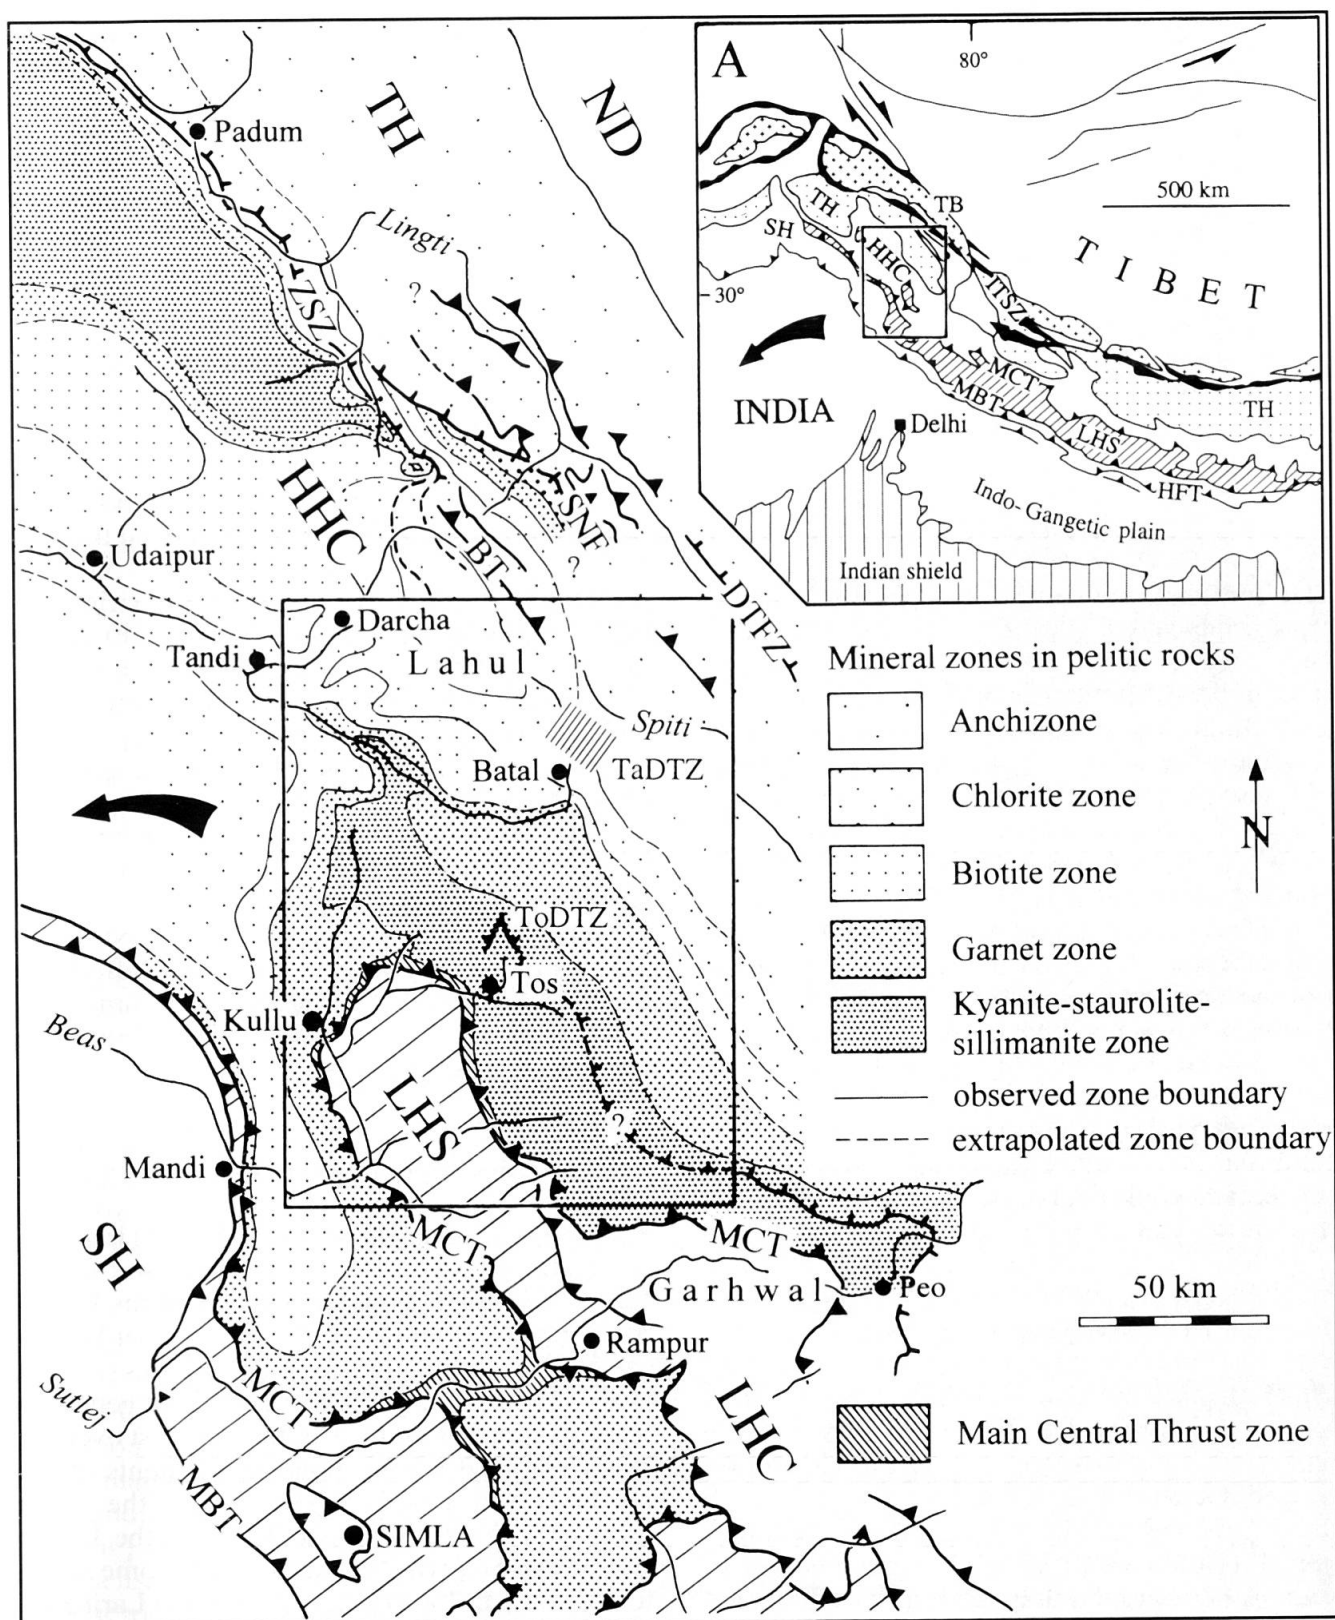 Padum
TH
ND
Lingti
?
ZSZ
HHC
SNF
?
BT
Udaipur
DTFZ
Darcha
Tandi
Lahul
Spiti
Batal
TaDTZ
ToDTZ
Tos
Kullu
Beas
LHS
?
Mandi
SH
MCT
MCT
Garhwal
Peo
Rampur
MCT
Sutlej
LHC
MBT
SIMLA
A
80°
500 km
TB
TH
SH
HHC
TIBET
30°
ITSZ
MCT
MBT
INDIA
TH
Delhi
LHS
HFT
Indo-Gangetic plain
Indian shield
Mineral zones in pelitic rocks
Anchizone
Chlorite zone
Biotite zone
N
Garnet zone
Kyanite-staurolite-
sillimanite zone
observed zone boundary
extrapolated zone boundary
50 km
Main Central Thrust zone